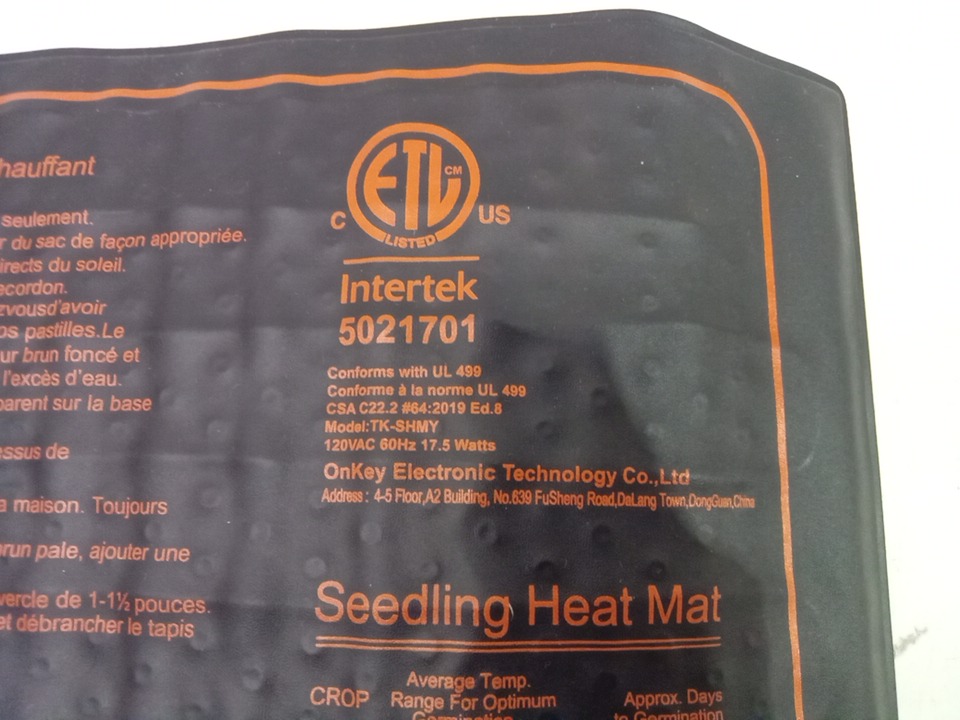 hauffant
seulement.
r du sac de façon appropriée.
irects du soleil.
ecordon.
zvousd'avoir
os pastilles.Le
ur brun foncé et
l'excès d'eau.
parent sur la base
essus de
a maison. Toujours
brun pale, ajouter une
vercle de 1-1½ pouces.
et débrancher le tapis
ETL CM
C US
LISTED
Intertek
5021701
Conforms with UL 499
Conforme à la norme UL 499
CSA C22.2 #64:2019 Ed.8
Model:TK-SHMY
120VAC 60Hz 17.5 Watts
OnKey Electronic Technology Co.,Ltd
Address : 4-5 Floor,A2 Building, No.639 FuSheng Road,DaLang Town,DongGuan,China
Seedling Heat Mat
CROP
Average Temp.
Range For Optimum
Germination
Approx. Days
to Germination